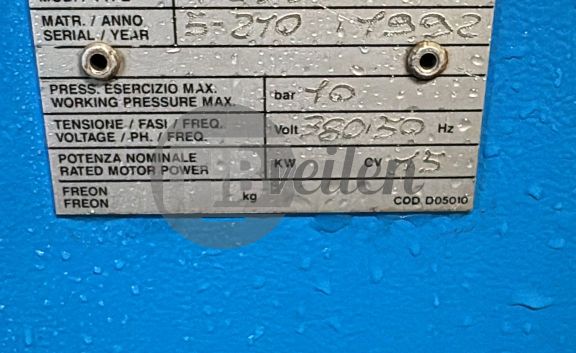 MATR. / ANNO 5-270 1992
SERIAL / YEAR
PRESS. ESERCIZIO MAX. bar 10
WORKING PRESSURE MAX.
TENSIONE / FASI / FREQ. Volt 380/50 Hz
VOLTAGE / PH. / FREQ.
POTENZA NOMINALE KW CV 15
RATED MOTOR POWER
FREON
FREON kg
COD. D05010
veilen